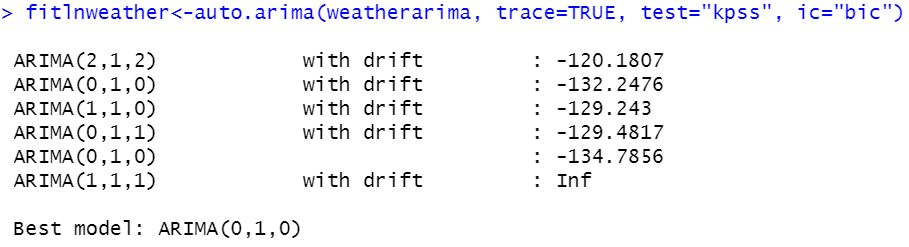 > fitlnweather<-auto.arima(weatherarima, trace=TRUE, test="kpss", ic="bic")
ARIMA(2,1,2) with drift : -120.1807
ARIMA(0,1,0) with drift : -132.2476
ARIMA(1,1,0) with drift : -129.243
ARIMA(0,1,1) with drift : -129.4817
ARIMA(0,1,0) : -134.7856
ARIMA(1,1,1) with drift : Inf
Best model: ARIMA(0,1,0)